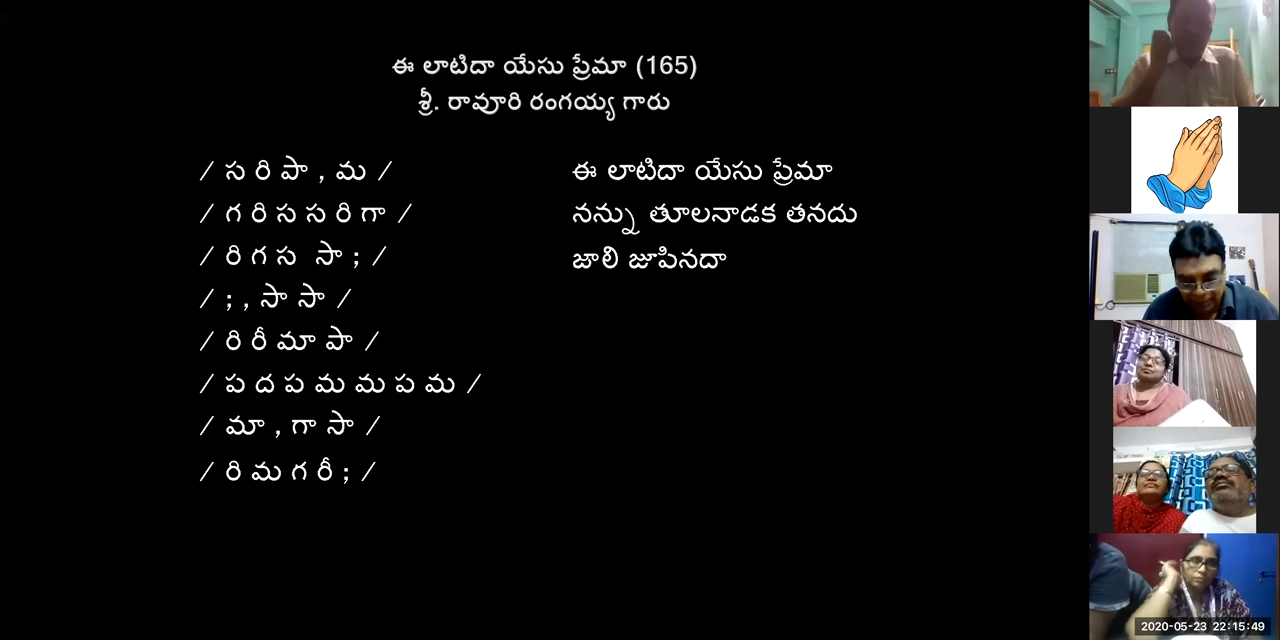 ఈ లాటిదా యేసు ప్రేమా (165)
శ్రీ. రావూరి రంగయ్య గారు
/ స రి పా , మ /
/ గ రి స స రి గా /
/ రి గ స సా ; /
/ ; , సా సా /
/ రి రీ మా పా /
/ ప ద ప మ మ ప మ /
/ మా , గా సా /
/ రి మ గ రీ ; /
ఈ లాటిదా యేసు ప్రేమా
నన్ను తూలనాడక తనదు
జాలి జూపినదా
2020-05-23 22:15:49